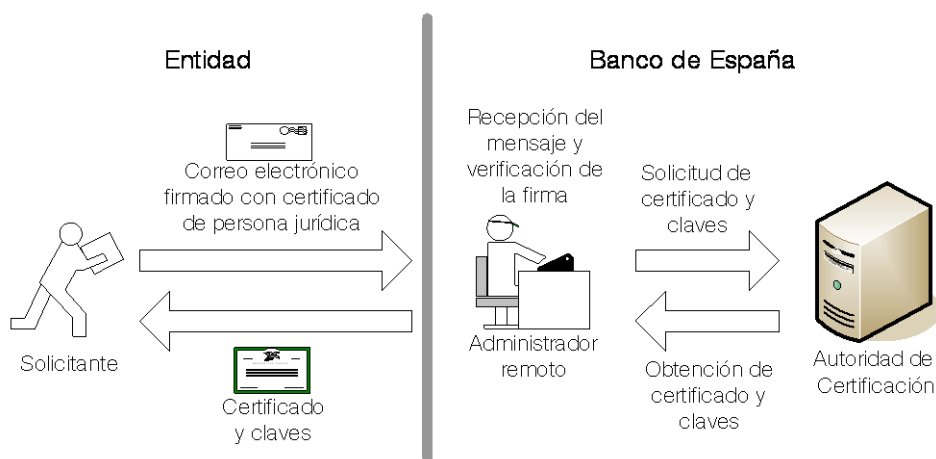 Entidad
Banco de España
Correo electrónico
firmado con certificado
de persona jurídica
Solicitante
Certificado
y claves
Recepción del
mensaje y
verificación de
la firma
Administrador
remoto
Solicitud de
certificado y
claves
Obtención de
certificado y
claves
Autoridad de
Certificación